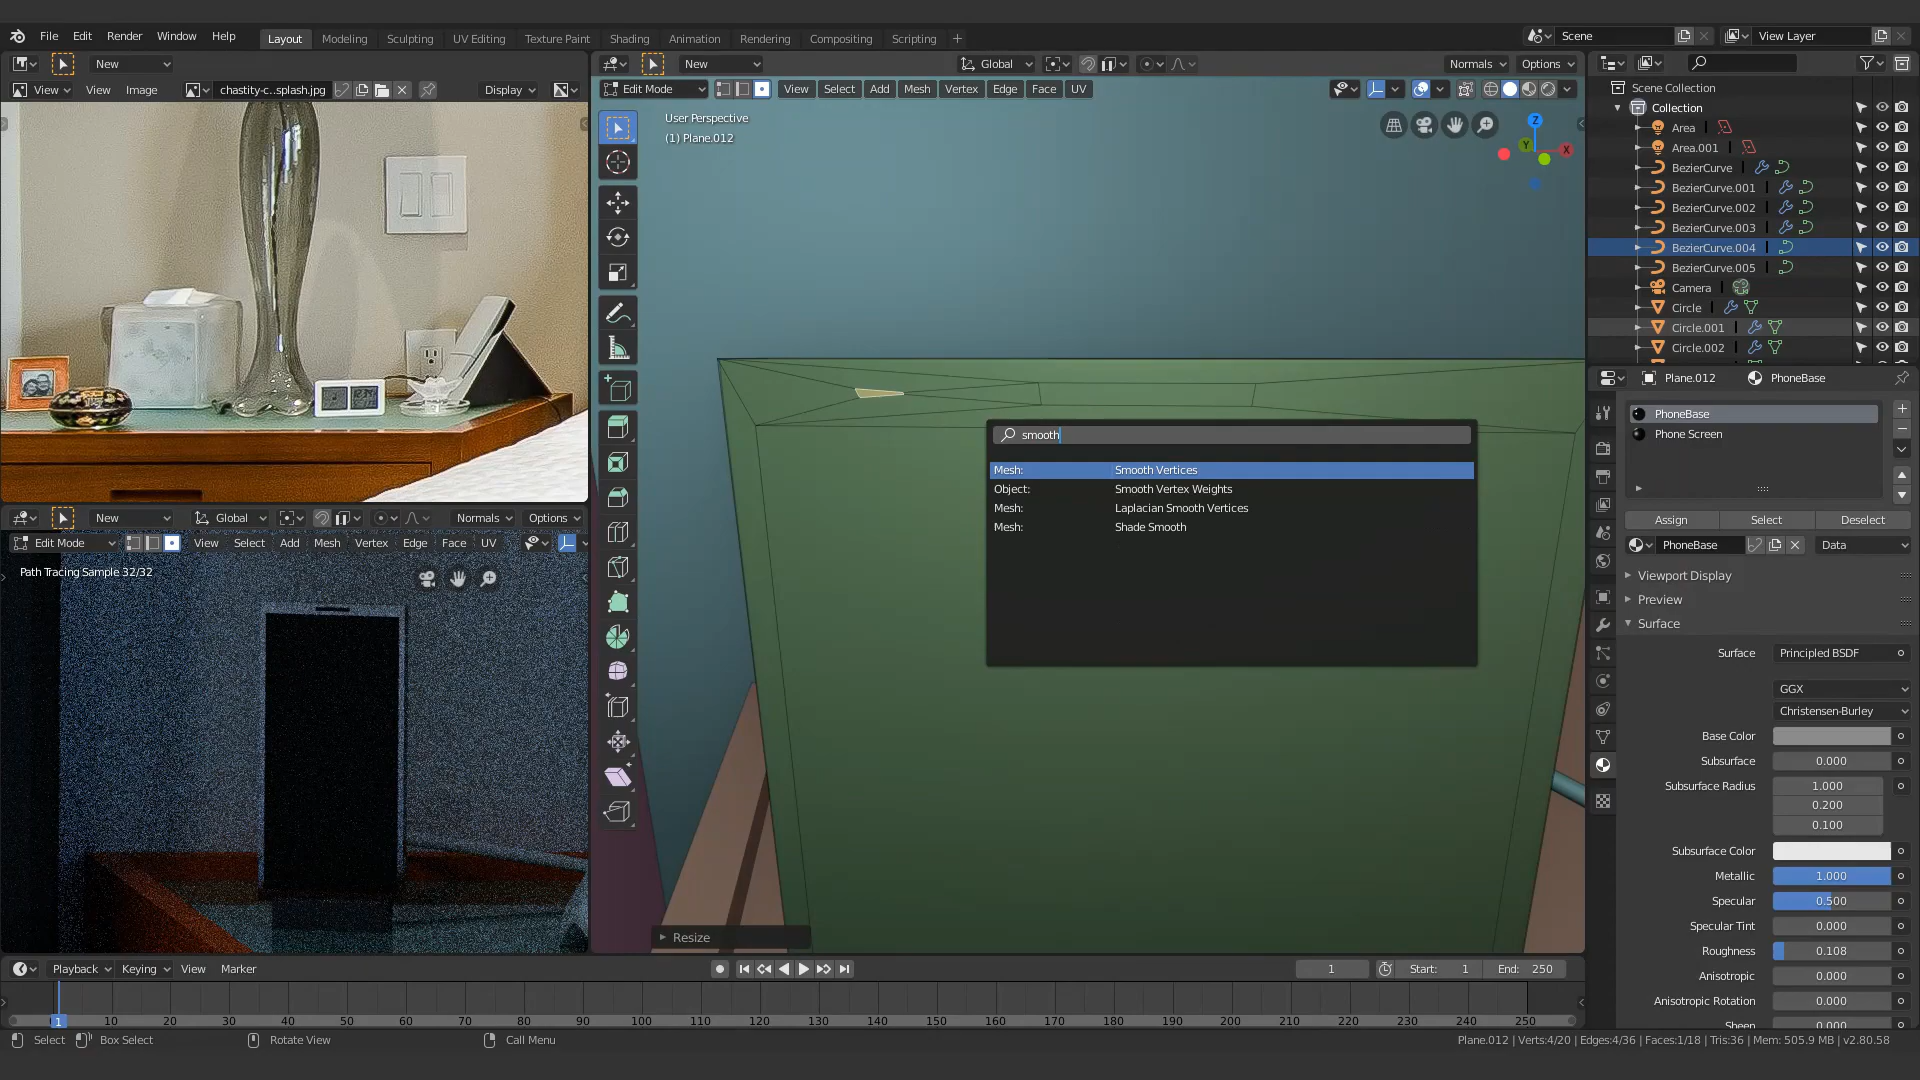 File Edit Render Window Help Layout Modeling Sculpting UV Editing Texture Paint Shading Animation Rendering Compositing Scripting + Scene View Layer
New
View View Image chastity-c..splash.jpg Display
New Global Normals Options
Edit Mode View Select Add Mesh Vertex Edge Face UV
User Perspective
(1) Plane.012
Z
Y
X
smooth
Mesh: Smooth Vertices
Object: Smooth Vertex Weights
Mesh: Laplacian Smooth Vertices
Mesh: Shade Smooth
Resize
New Global Normals Options
Edit Mode View Select Add Mesh Vertex Edge Face UV
Path Tracing Sample 32/32
Scene Collection
Collection
Area
Area.001
BezierCurve
BezierCurve.001
BezierCurve.002
BezierCurve.003
BezierCurve.004
BezierCurve.005
Camera
Circle
Circle.001
Circle.002
Plane.012 PhoneBase
PhoneBase
Phone Screen
Assign Select Deselect
PhoneBase Data
Viewport Display
Preview
Surface
Surface Principled BSDF
GGX
Christensen-Burley
Base Color
Subsurface 0.000
Subsurface Radius 1.000
0.200
0.100
Subsurface Color
Metallic 1.000
Specular 0.500
Specular Tint 0.000
Roughness 0.108
Anisotropic 0.000
Anisotropic Rotation 0.000
Sheen 0.000
Playback Keying View Marker 1 Start: 1 End: 250
1 10 20 30 40 50 60 70 80 90 100 110 120 130 140 150 160 170 180 190 200 210 220 230 240 250
Select Box Select Rotate View Call Menu Plane.012 | Verts:4/20 | Edges:4/36 | Faces:1/18 | Tris:36 | Mem: 505.9 MB | v2.80.58